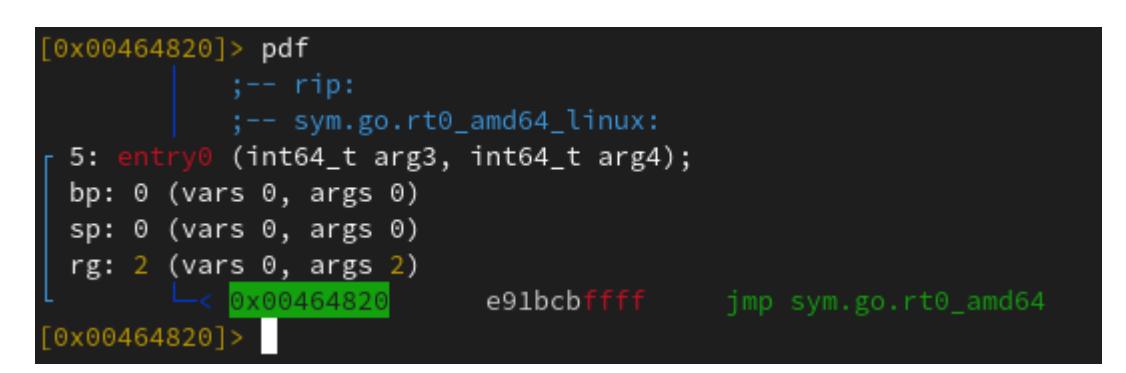 [0x00464820]> pdf
;-- rip:
;-- sym.go.rt0_amd64_linux:
5: entry0 (int64_t arg3, int64_t arg4);
bp: 0 (vars 0, args 0)
sp: 0 (vars 0, args 0)
rg: 2 (vars 0, args 2)
0x00464820 e91bcbffff jmp sym.go.rt0_amd64
[0x00464820]>